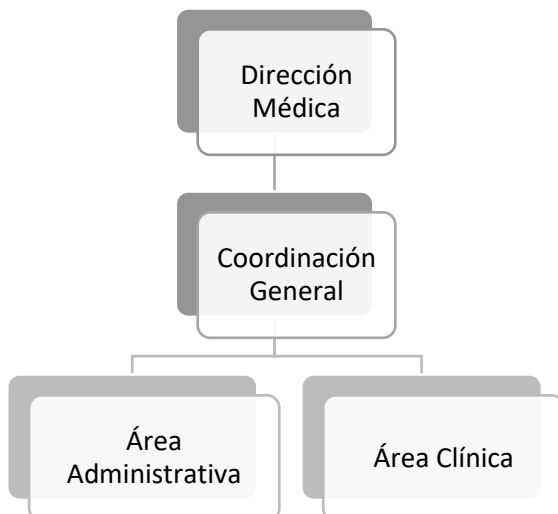 Dirección
Médica
Coordinación
General
Área
Administrativa
Área Clínica